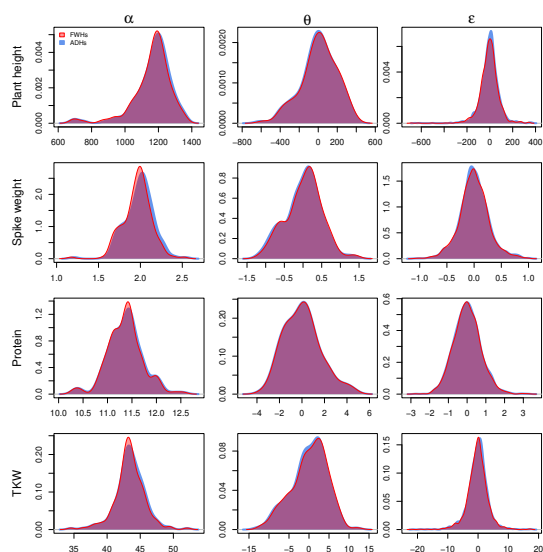 α θ ε
FWHs
ADHs
Plant height
0.000 0.002 0.004
0.0000 0.0010 0.0020
0.000 0.004
600 800 1000 1200 1400
−800 −400 0 200 600
−600 −200 0 200 400
Spike weight
0.0 1.0 2.0
0.0 0.2 0.4 0.6 0.8
0.0 0.5 1.0 1.5
1.0 1.5 2.0 2.5
−1.5 −0.5 0.5 1.5
−1.0 −0.5 0.0 0.5 1.0
Protein
0.0 0.4 0.8 1.2
0.00 0.10 0.20
0.0 0.2 0.4 0.6
10.0 10.5 11.0 11.5 12.0 12.5
−4 −2 0 2 4 6
−3 −2 −1 0 1 2 3
TKW
0.00 0.10 0.20
0.00 0.04 0.08
0.00 0.05 0.10 0.15
35 40 45 50
−15 −5 0 5 10 15
−20 −10 0 10 20